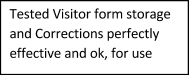 Tested Visitor form storage
and Corrections perfectly
effective and ok, for use